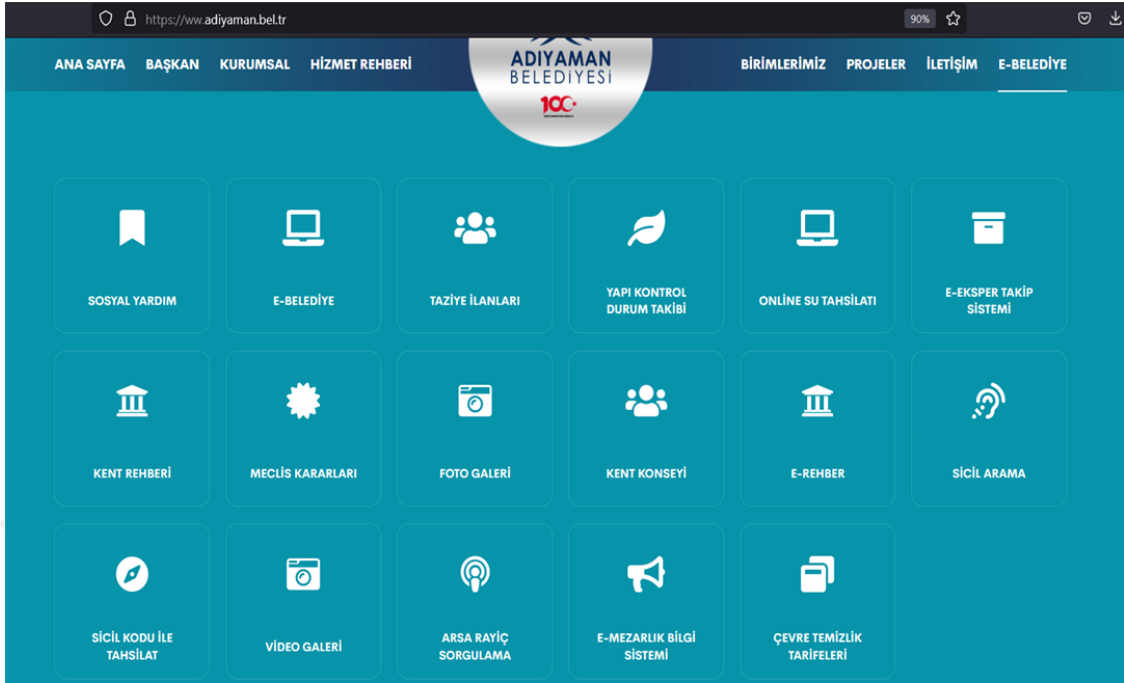 https://ww.adiyaman.bel.tr
90%
ANA SAYFA BAŞKAN KURUMSAL HİZMET REHBERİ
ADIYAMAN
BELEDİYESİ
100
BİRİMLERİMİZ PROJELER İLETİŞİM E-BELEDİYE
SOSYAL YARDIM
E-BELEDİYE
TAZİYE İLANLARI
YAPI KONTROL
DURUM TAKİBİ
ONLİNE SU TAHSİLATI
E-EKSPER TAKİP
SİSTEMİ
KENT REHBERİ
MECLİS KARARLARI
FOTO GALERİ
KENT KONSEYİ
E-REHBER
SİCİL ARAMA
SİCİL KODU İLE
TAHSİLAT
VİDEO GALERİ
ARSA RAYİÇ
SORGULAMA
E-MEZARLIK BİLGİ
SİSTEMİ
ÇEVRE TEMİZLİK
TARİFELERİ